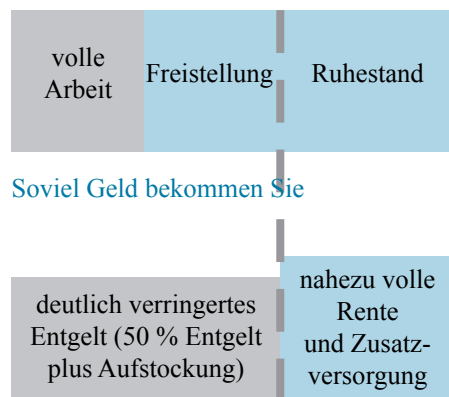 volle
Arbeit
Freistellung
Ruhestand
Soviel Geld bekommen Sie
deutlich verringertes
Entgelt (50 % Entgelt
plus Aufstockung)
nahezu volle
Rente
und Zusatz-
versorgung